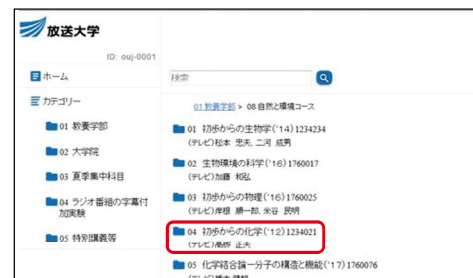 放送大学
ID: ouj-0001
ホーム
検索
カテゴリー
01 教養学部 > 08 自然と環境コース
01 教養学部
02 大学院
03 夏季集中科目
04 ラジオ番組の字幕付
加実験
05 特別講義等
01 初歩からの生物学('14)1234234
(テレビ)松本 忠夫、二河 成男
02 生物環境の科学('16)1760017
(テレビ)加藤 和弘
03 初歩からの物理('16)1760025
(テレビ)岸根 順一郎、米谷 民明
04 初歩からの化学('12)1234021
(テレビ)濱栁 正夫
05 化学結合論ー分子の構造と機能('17)1760076